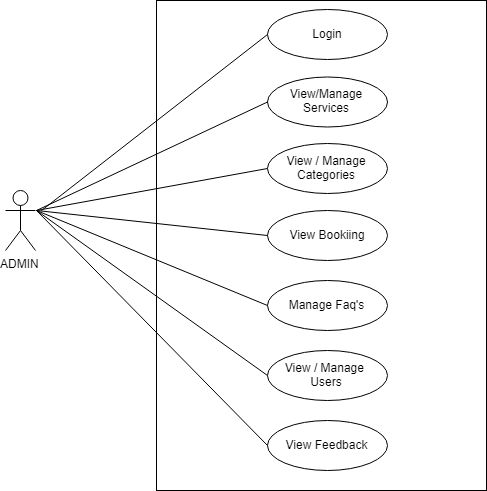 Login
View/Manage
Services
View / Manage
Categories
ADMIN
View Bookiing
Manage Faq's
View / Manage
Users
View Feedback